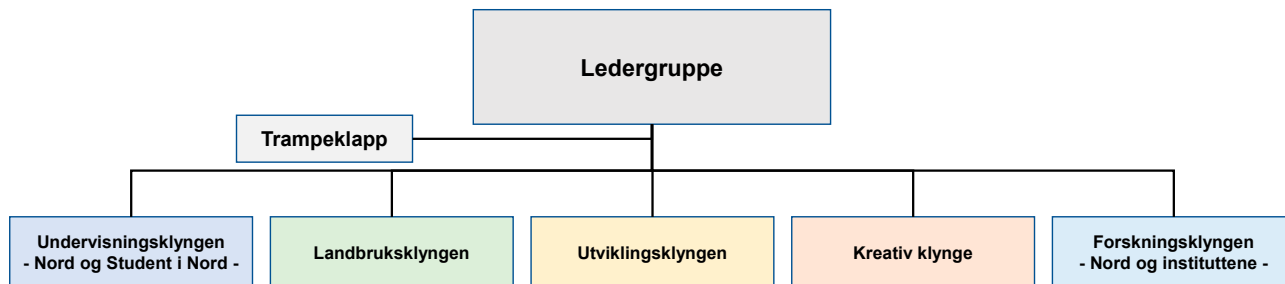 Ledergruppe
Trampeklapp
Undervisningsklyngen
- Nord og Student i Nord -
Landbruksklyngen
Utviklingsklyngen
Kreativ klynge
Forskningsklyngen
- Nord og instituttene -